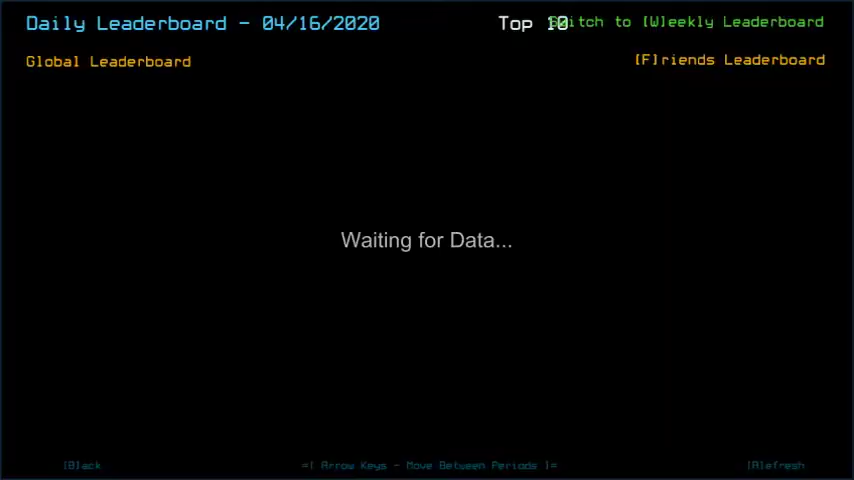 Daily Leaderboard - 04/16/2020
Top 10
Switch to [W]eekly Leaderboard
Global Leaderboard
[F]riends Leaderboard
Waiting for Data...
[B]ack
=[ Arrow Keys - Move Between Periods ]=
[R]efresh